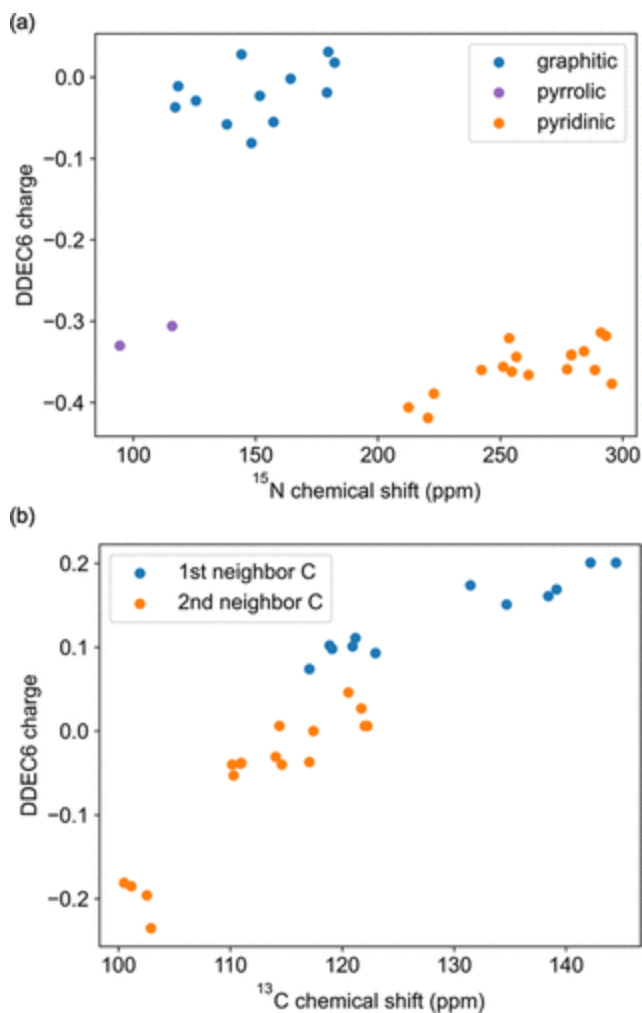 (a)
graphitic
pyrrolic
pyridinic
0.0
−0.1
−0.2
−0.3
−0.4
DDEC6 charge
100 150 200 250 300
¹⁵N chemical shift (ppm)
(b)
1st neighbor C
2nd neighbor C
0.2
0.1
0.0
−0.1
−0.2
DDEC6 charge
100 110 120 130 140
¹³C chemical shift (ppm)